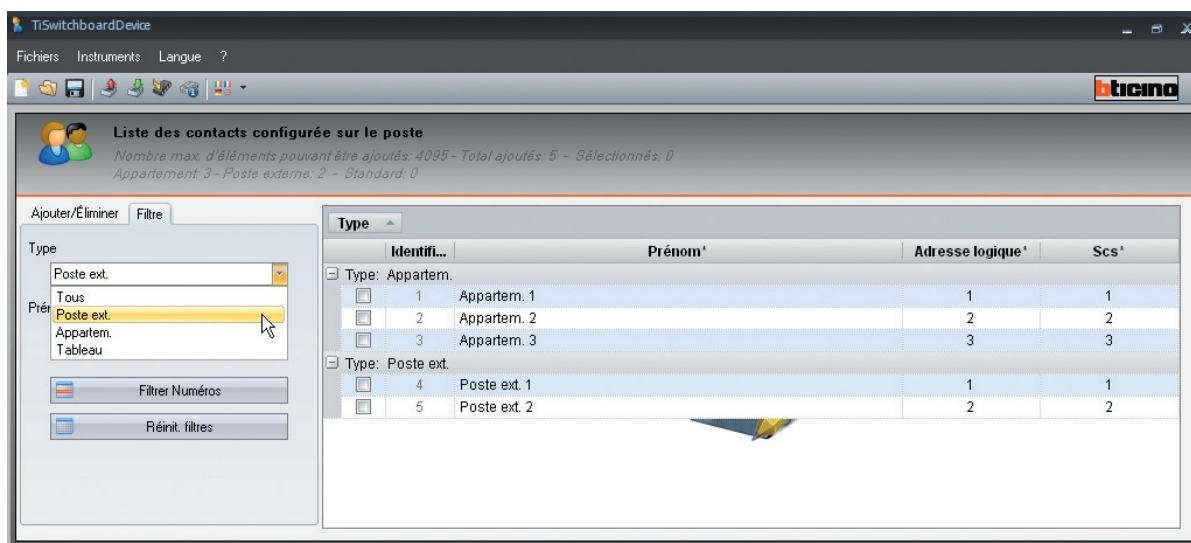 TiSwitchboardDevice
Fichiers Instruments Langue ?
bticino
Liste des contacts configurée sur le poste
Nombre max. d'éléments pouvant être ajoutés: 4095 - Total ajoutés: 5 - Sélectionnés: 0
Appartement: 3 - Poste externe: 2 - Standard: 0
Ajouter/Éliminer Filtre
Type
Poste ext.
Tous
Poste ext.
Appartem.
Tableau
Filtrer Numéros
Réinit. filtres
Type
Identifi... Prénom* Adresse logique* Scs*
Type: Appartem.
1 Appartem. 1 1 1
2 Appartem. 2 2 2
3 Appartem. 3 3 3
Type: Poste ext.
4 Poste ext. 1 1 1
5 Poste ext. 2 2 2